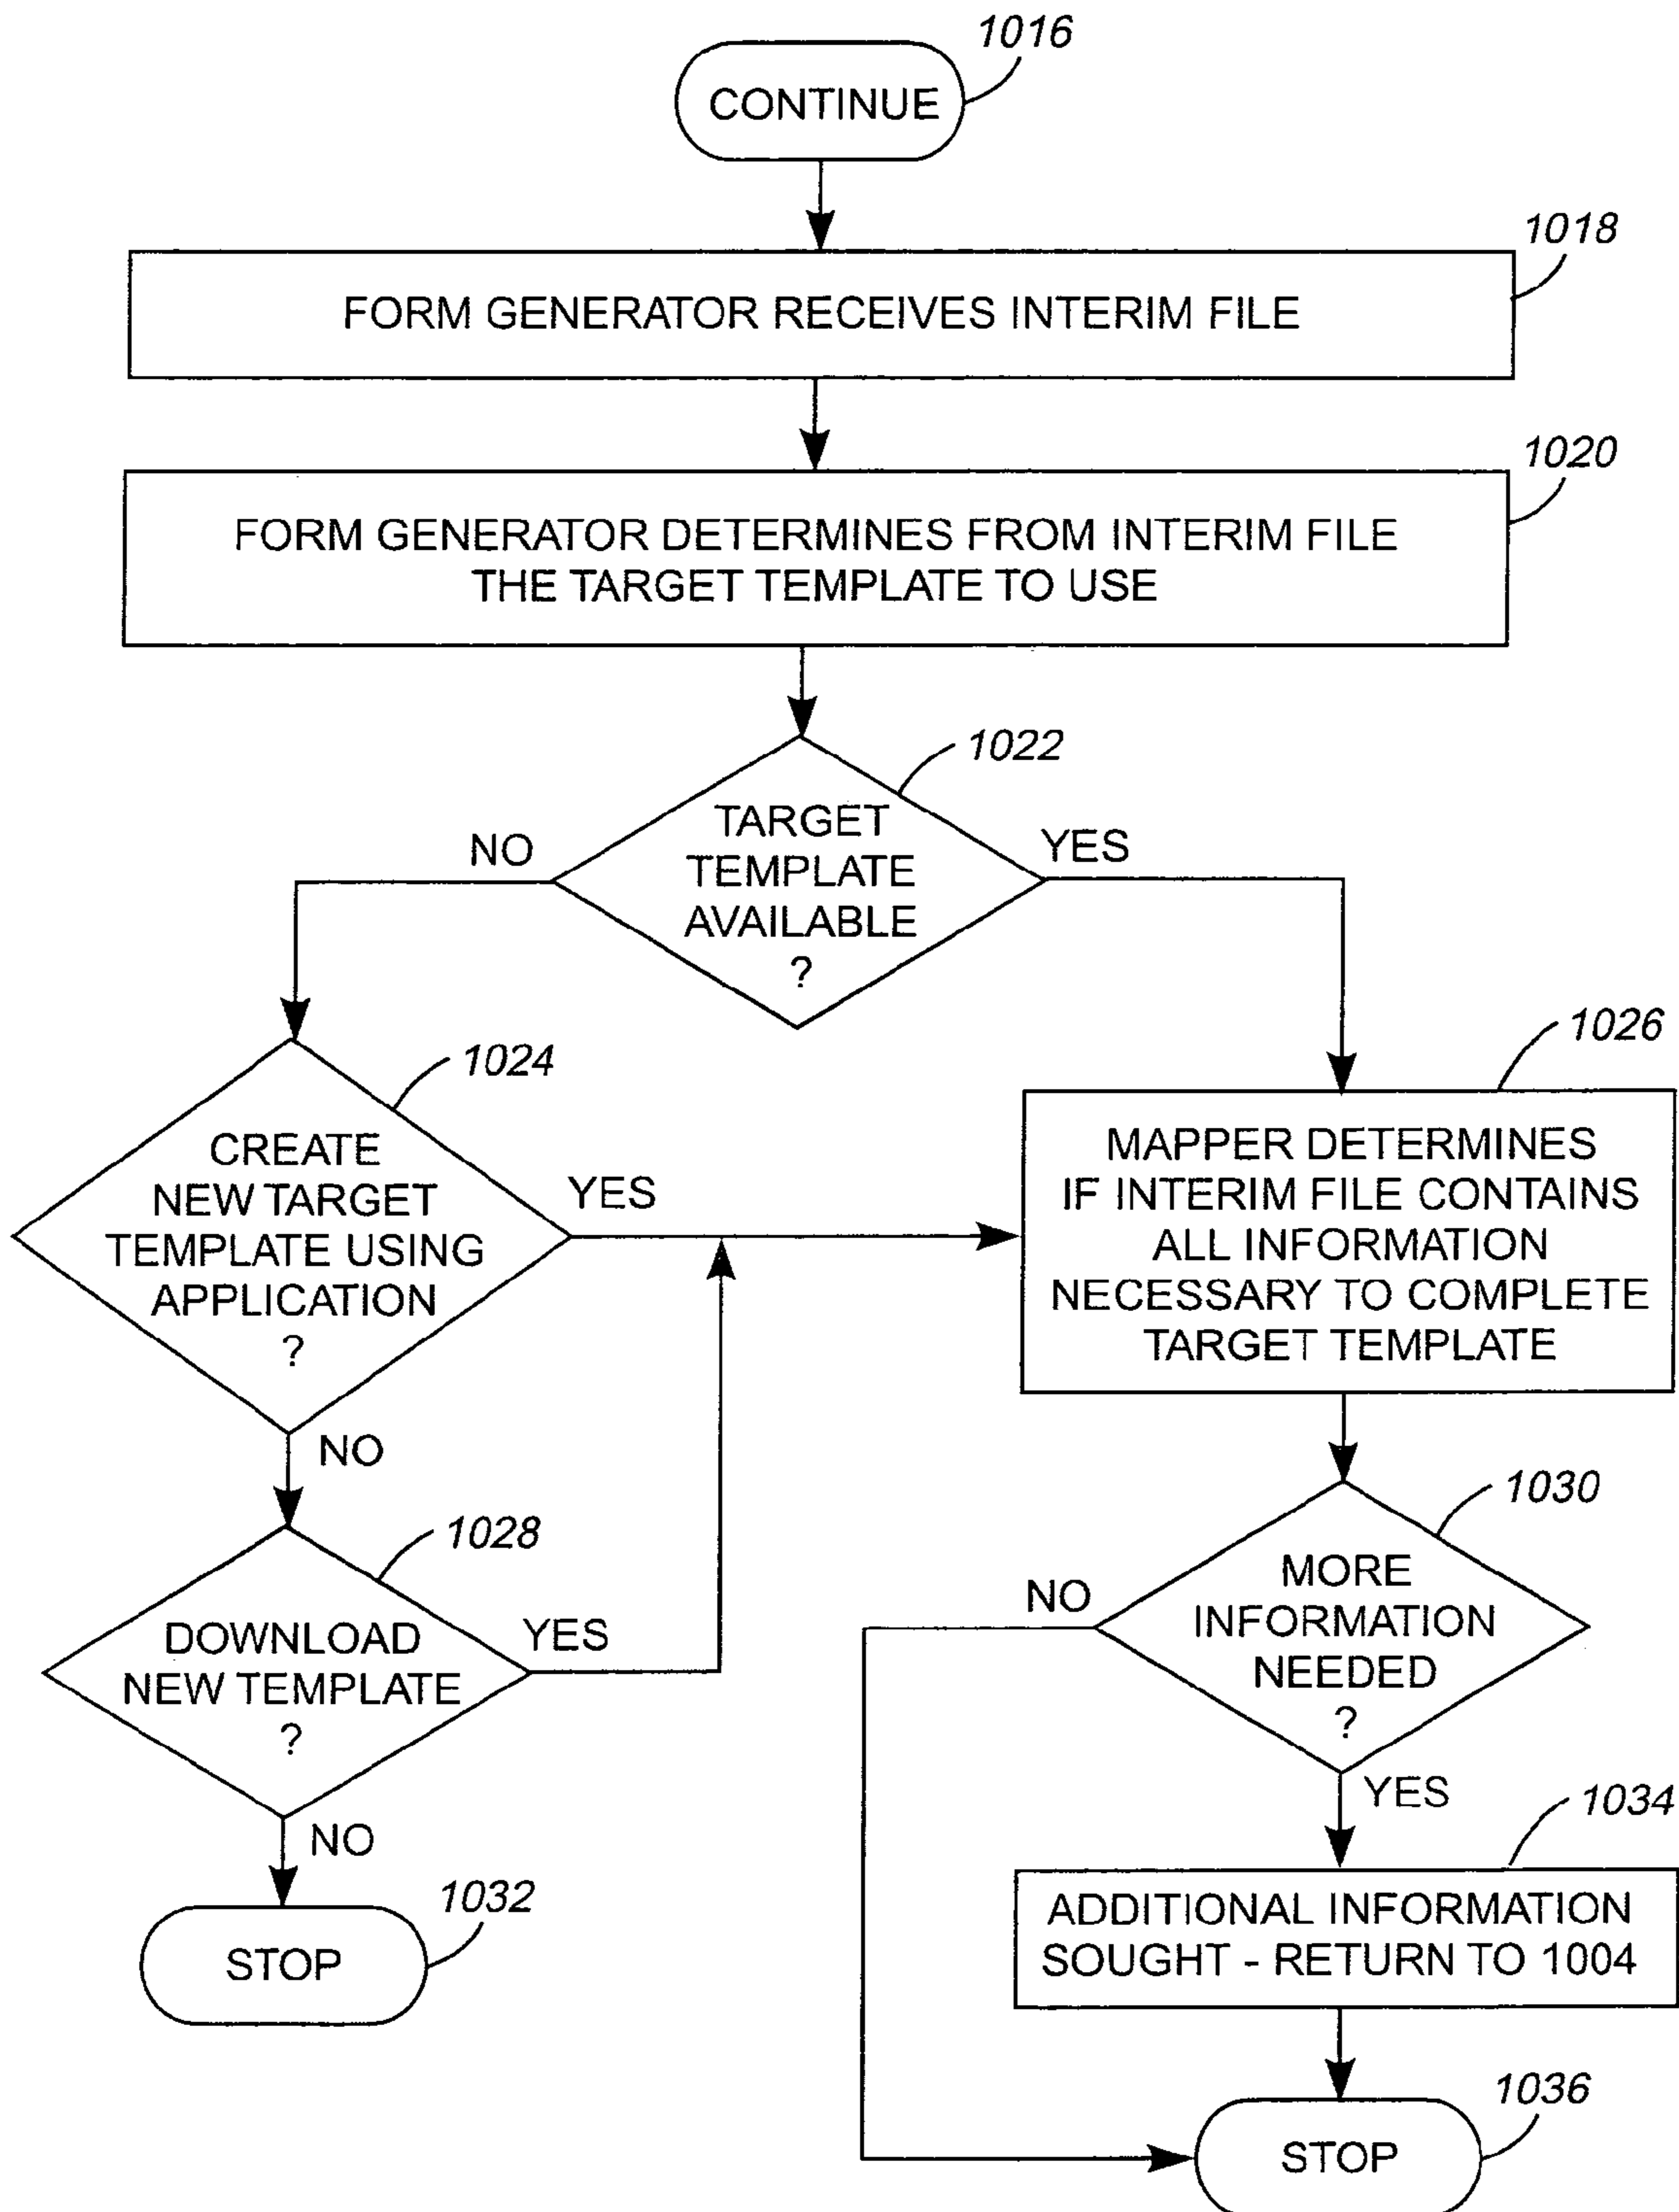 1016
CONTINUE
1018
FORM GENERATOR RECEIVES INTERIM FILE
1020
FORM GENERATOR DETERMINES FROM INTERIM FILE
THE TARGET TEMPLATE TO USE
1022
TARGET
TEMPLATE
AVAILABLE
?
NO
YES
1024
CREATE
NEW TARGET
TEMPLATE USING
APPLICATION
?
YES
NO
1026
MAPPER DETERMINES
IF INTERIM FILE CONTAINS
ALL INFORMATION
NECESSARY TO COMPLETE
TARGET TEMPLATE
1028
DOWNLOAD
NEW TEMPLATE
?
YES
NO
1030
MORE
INFORMATION
NEEDED
?
NO
YES
1032
STOP
1034
ADDITIONAL INFORMATION
SOUGHT - RETURN TO 1004
1036
STOP